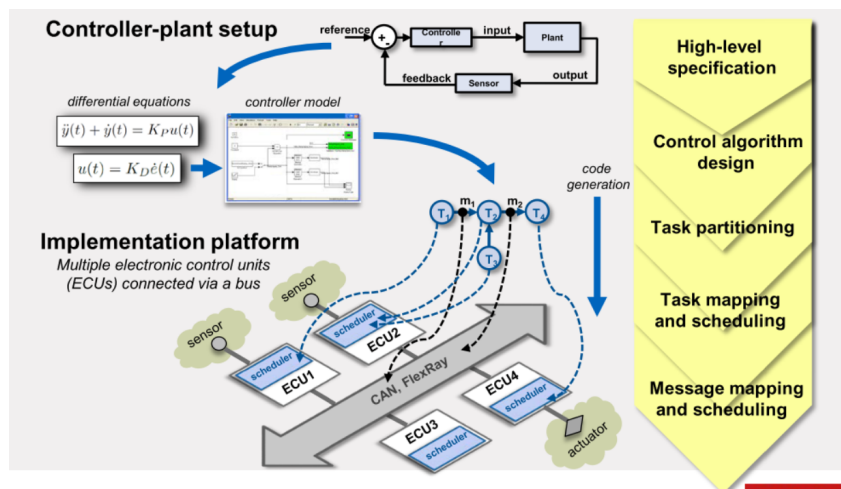 Controller-plant setup
reference
+
-
Controlle
r
input
Plant
feedback
Sensor
output
differential equations
ÿ(t) + ẏ(t) = K_P u(t)
u(t) = K_D ė(t)
controller model
code
generation
T₁
m₁
T₂
m₂
T₄
T₃
Implementation platform
Multiple electronic control units
(ECUs) connected via a bus
sensor
sensor
scheduler
ECU1
scheduler
ECU2
CAN, FlexRay
ECU3
scheduler
ECU4
scheduler
actuator
High-level
specification
Control algorithm
design
Task partitioning
Task mapping
and scheduling
Message mapping
and scheduling